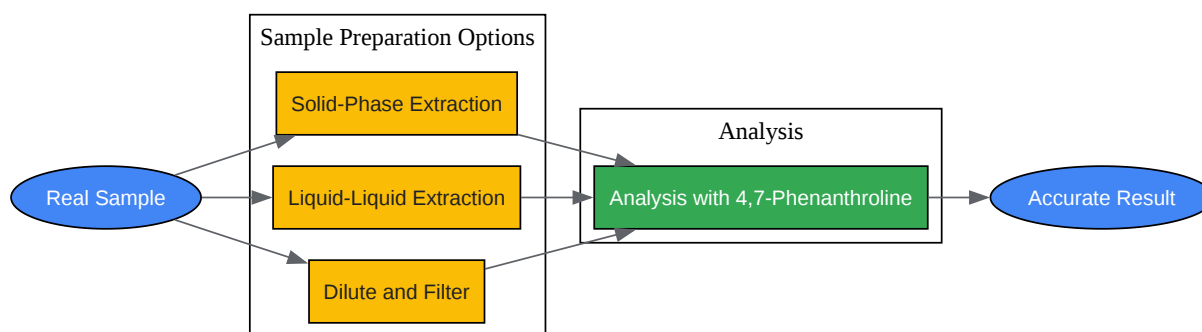 Sample Preparation Options
Solid-Phase Extraction
Analysis
Real Sample
Liquid-Liquid Extraction
Analysis with 4,7-Phenanthroline
Accurate Result
Dilute and Filter